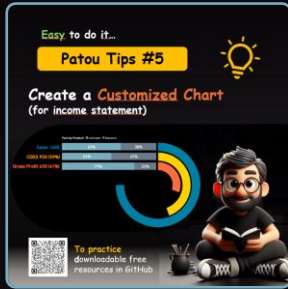 Easy to do it...
Patou Tips #5
Create a Customized Chart
(for income statement)
To practice
downloadable free
resources in GitHub